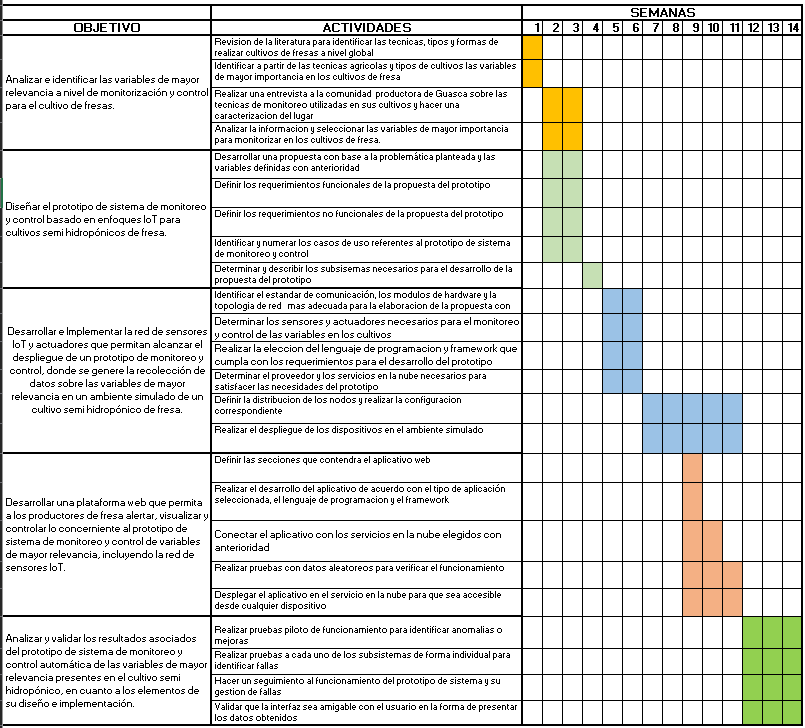 SEMANAS
OBJETIVO ACTIVIDADES 1 2 3 4 5 6 7 8 9 10 11 12 13 14
Analizar e identificar las variables de mayor
relevancia a nivel de monitorización y control
para el cultivo de fresas.
Revision de la literatura para identificar las tecnicas, tipos y formas de
realizar cultivos de fresas a nivel global
Identificar a partir de las tecnicas agricolas y tipos de cultivos las variables
de mayor importancia en los cultivos de fresa
Realizar una entrevista a la comunidad productora de Guasca sobre las
tecnicas de monitoreo utilizadas en sus cultivos y hacer una
caracterizacion del lugar
Analizar la informacion y seleccionar las variables de mayor importancia
para monitorizar en los cultivos de fresa.
Diseñar el prototipo de sistema de monitoreo
y control basado en enfoques IoT para
cultivos semi hidropónicos de fresa.
Desarrollar una propuesta con base a la problemática planteada y las
variables definidas con anterioridad
Definir los requerimientos funcionales de la propuesta del prototipo
Definir los requerimientos no funcionales de la propuesta del prototipo
Identificar y numerar los casos de uso referentes al prototipo de sistema
de monitoreo y control
Determinar y describir los subsisemas necesarios para el desarrollo de la
propuesta del prototipo
Desarrollar e Implementar la red de sensores
IoT y actuadores que permitan alcanzar el
despliegue de un prototipo de monitoreo y
control, donde se genere la recolección de
datos sobre las variables de mayor
relevancia en un ambiente simulado de un
cultivo semi hidropónico de fresa.
Identificar el estandar de comunicación, los modulos de hardware y la
topologia de red mas adecuada para la elaboracion de la propuesta con
Determinar los sensores y actuadores necesarios para el monitoreo
y control de las variables en los cultivos
Realizar la eleccion del lenguaje de programacion y framework que
cumpla con los requerimientos para el desarrollo del prototipo
Determinar el proveedor y los servicios en la nube necesarios para
satisfacer las necesidades del prototipo
Definir la distribucion de los nodos y realizar la configuracion
correspondiente
Realizar el despliegue de los dispositivos en el ambiente simulado
Desarrollar una plataforma web que permita
a los productores de fresa alertar, visualizar y
controlar lo concerniente al prototipo de
sistema de monitoreo y control de variables
de mayor relevancia, incluyendo la red de
sensores IoT.
Definir las secciones que contendra el aplicativo web
Realizar el desarrollo del aplicativo de acuerdo con el tipo de aplicación
seleccionada, el lenguaje de programacion y el framework
Conectar el aplicativo con los servicios en la nube elegidos con
anterioridad
Realizar pruebas con datos aleatoreos para verificar el funcionamiento
Desplegar el aplicativo en el servicio en la nube para que sea accesible
desde cualquier dispositivo
Analizar y validar los resultados asociados
del prototipo de sistema de monitoreo y
control automática de las variables de mayor
relevancia presentes en el cultivo semi
hidropónico, en cuanto a los elementos de
su diseño e implementación.
Realizar pruebas piloto de funcionamiento para identificar anomalias o
mejoras
Realizar pruebas a cada uno de los subsistemas de forma individual para
identificar fallas
Hacer un seguimiento al funcionamiento del prototipo de sistema y su
gestion de fallas
Validar que la interfaz sea amigable con el usuario en la forma de presentar
los datos obtenidos